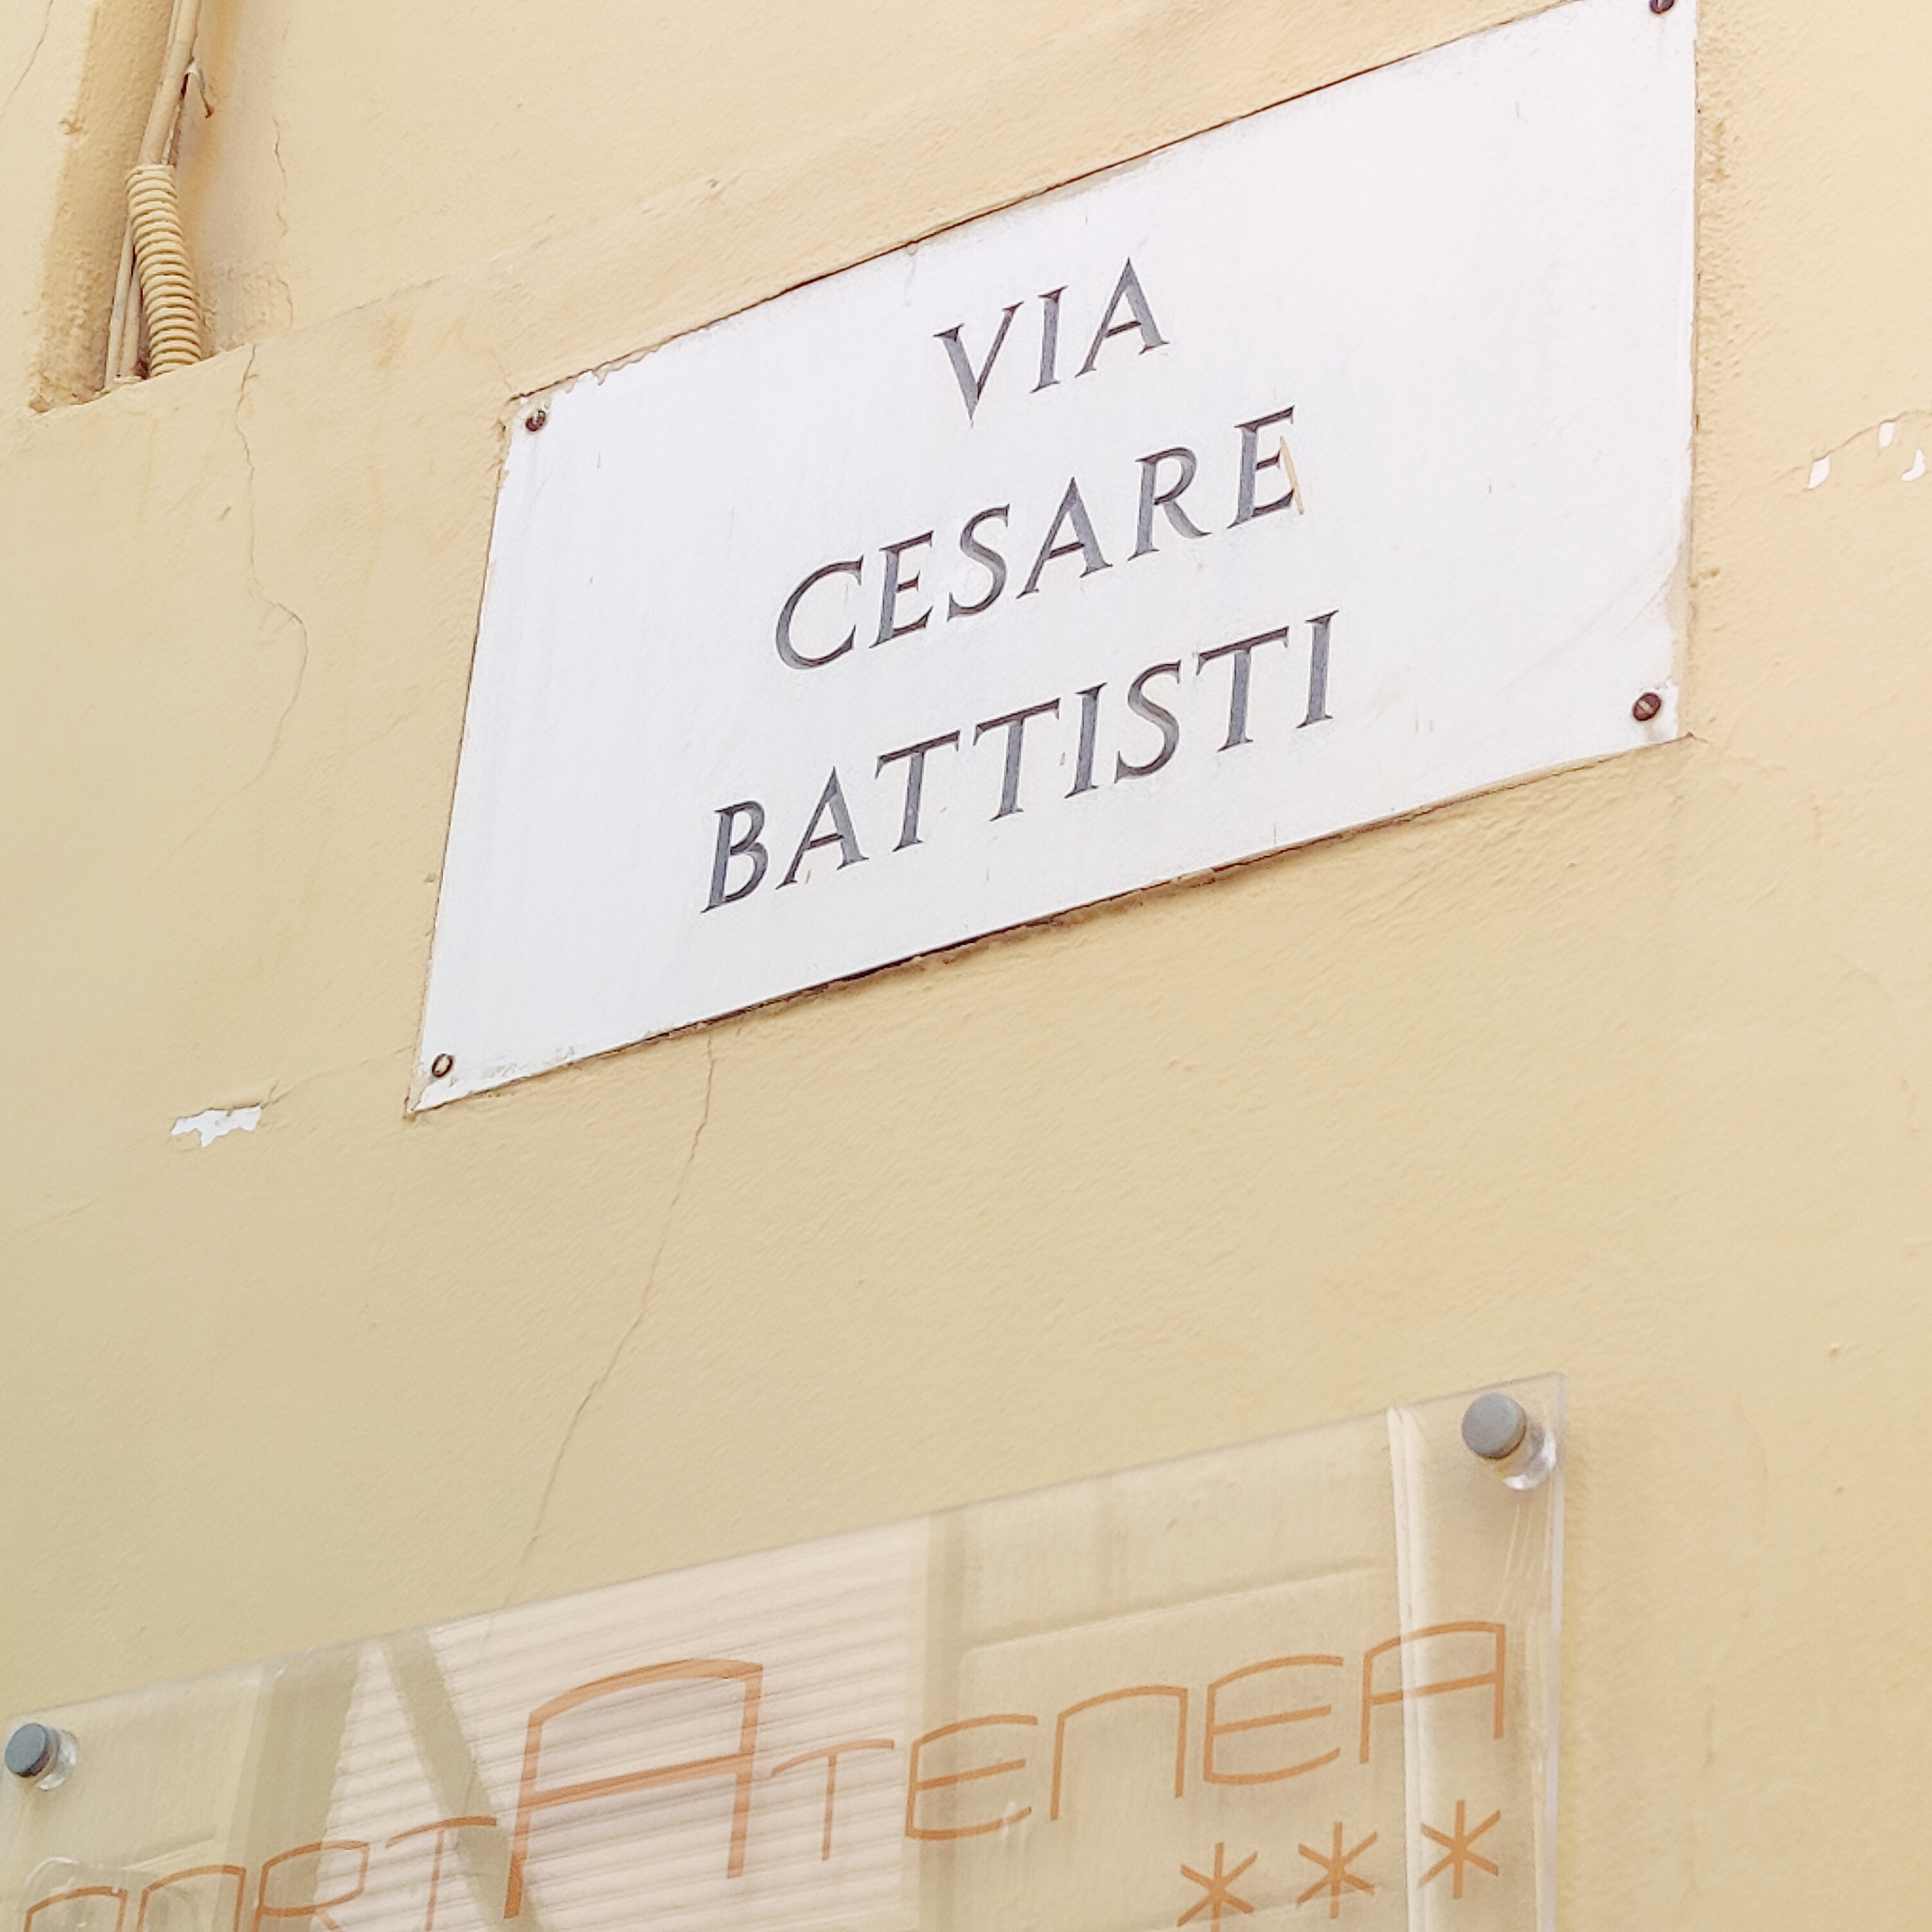 VIA
CESARE
BATTISTI
ATENEA
***